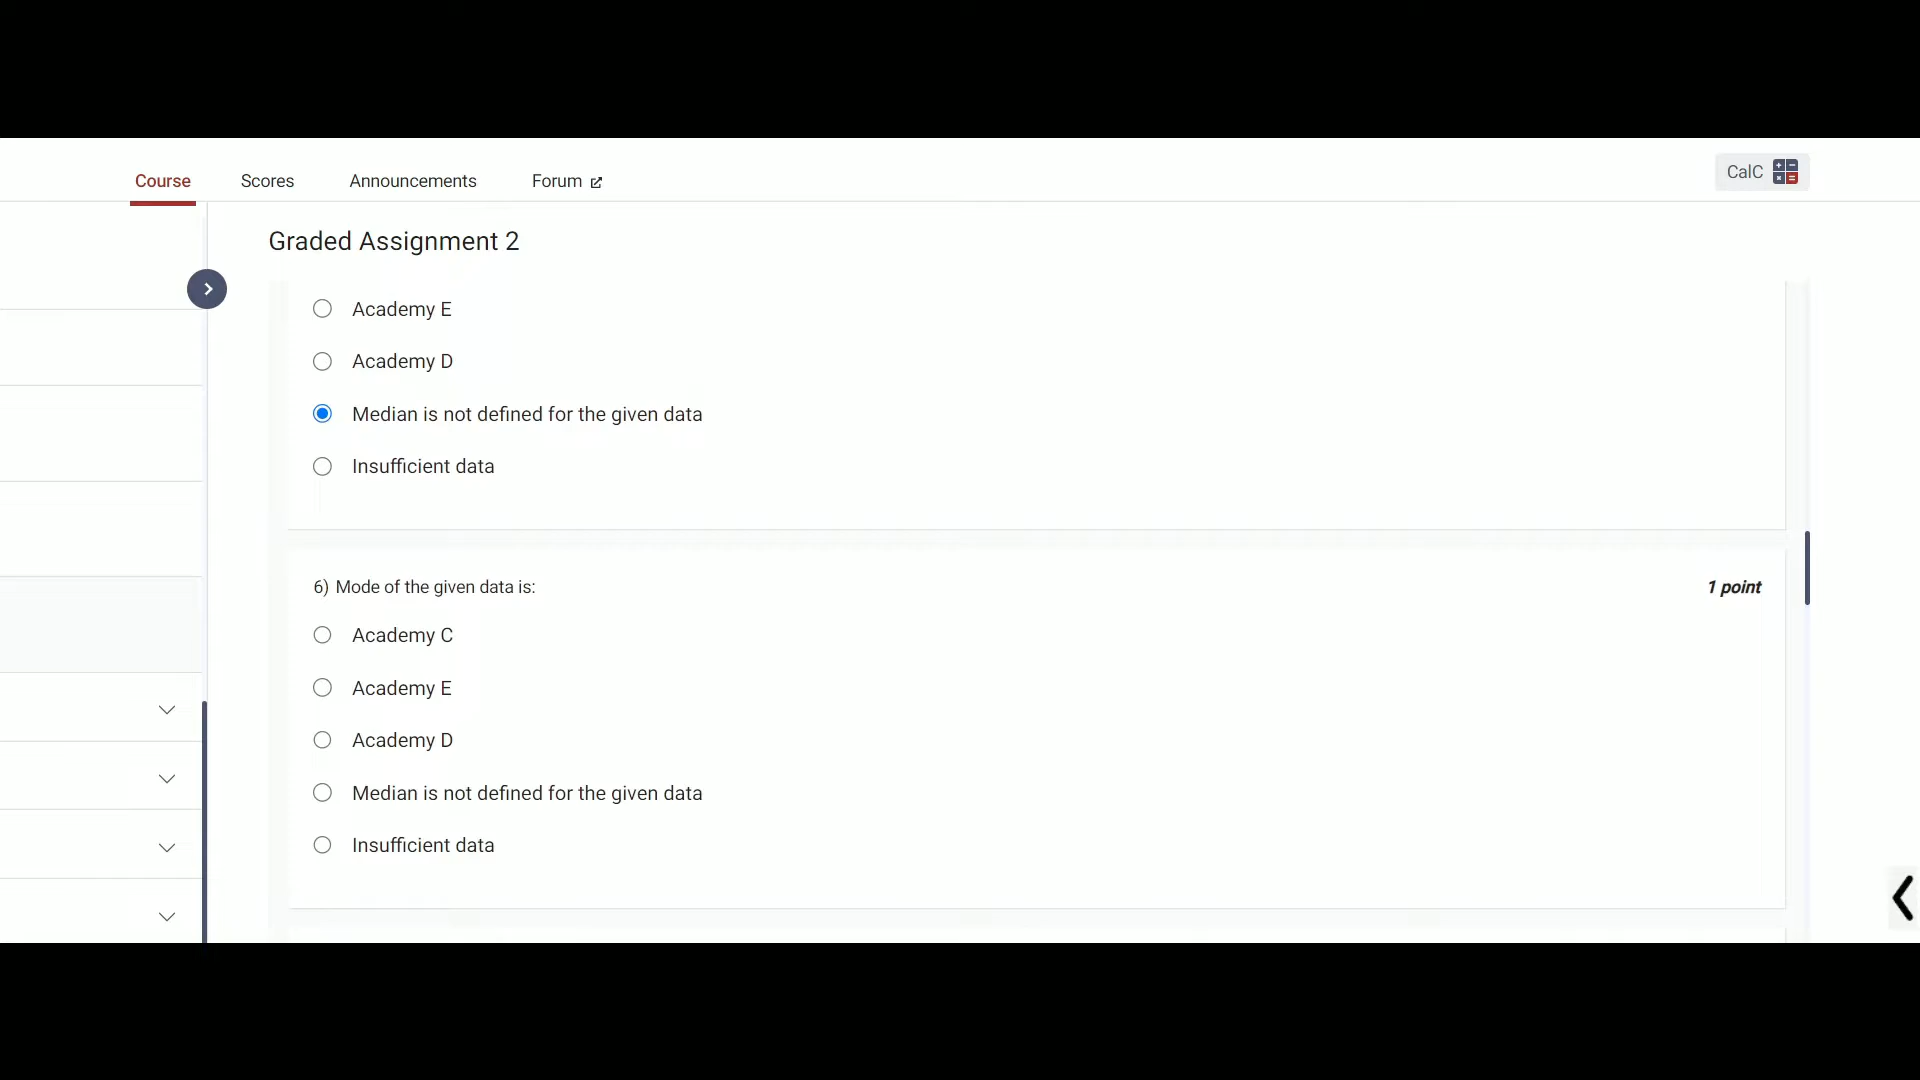 Course Scores Announcements Forum CalC
Graded Assignment 2
Academy E
Academy D
Median is not defined for the given data
Insufficient data
6) Mode of the given data is: 1 point
Academy C
Academy E
Academy D
Median is not defined for the given data
Insufficient data